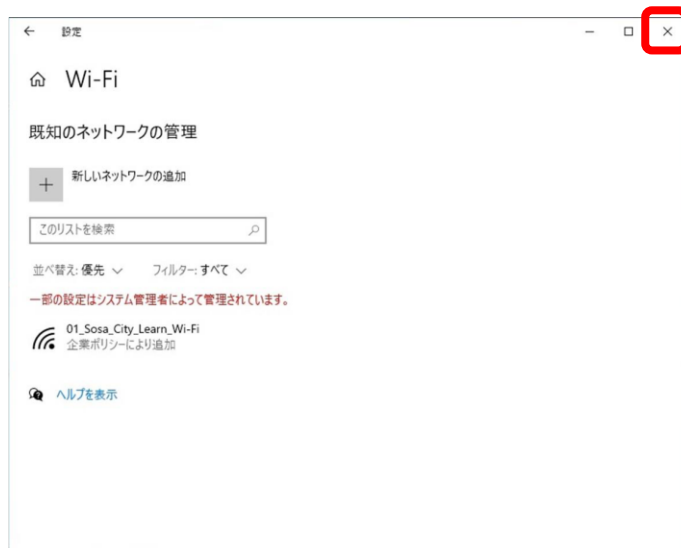 設定
Wi-Fi
既知のネットワークの管理
新しいネットワークの追加
このリストを検索
並べ替え: 優先 フィルター: すべて
一部の設定はシステム管理者によって管理されています。
01_Sosa_City_Learn_Wi-Fi
企業ポリシーにより追加
ヘルプを表示